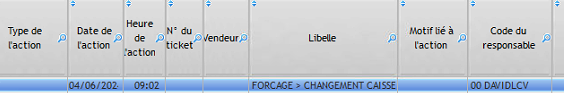 Type de
l'action
Date de
l'action
Heure
de
l'action
N° du
ticket
Vendeur
Libelle
Motif lié à
l'action
Code du
responsable
04/06/202
09:02
FORCAGE > CHANGEMENT CAISSE
00 DAVIDLCV